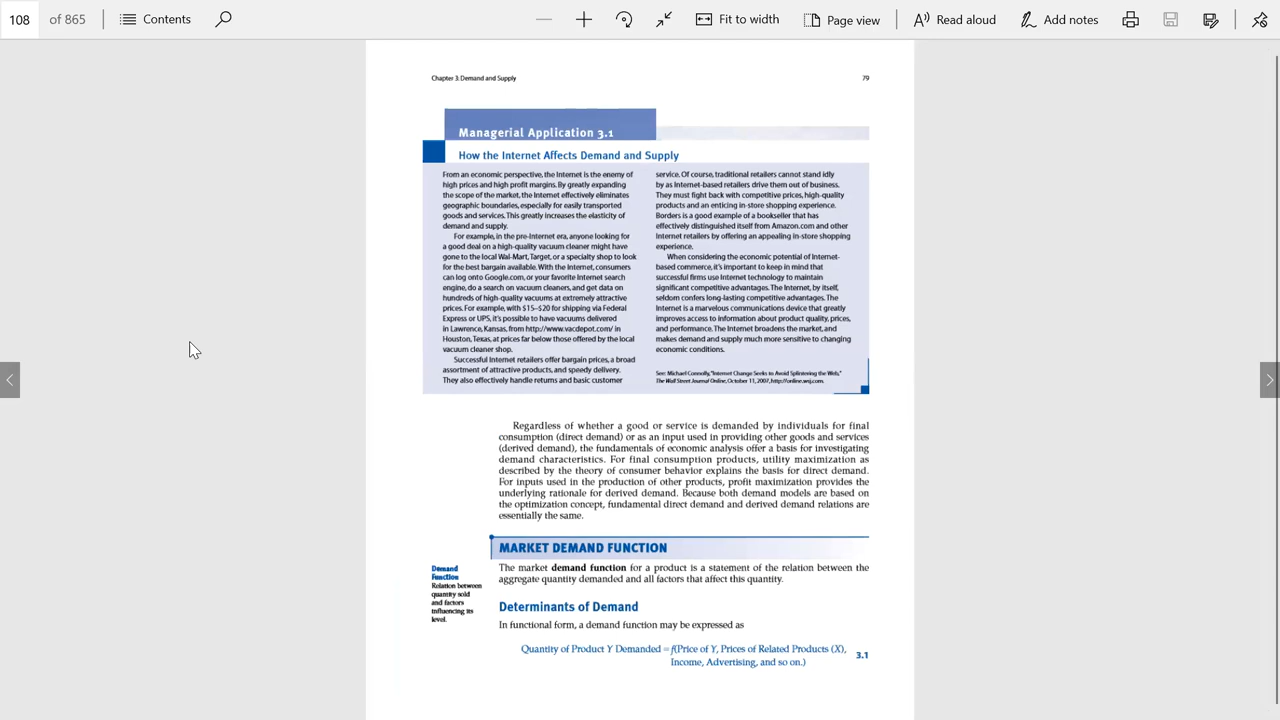 108 of 865 Contents Fit to width Page view Read aloud Add notes
Chapter 3: Demand and Supply 79
Managerial Application 3.1
How the Internet Affects Demand and Supply
From an economic perspective, the Internet is the enemy of
high prices and high profit margins. By greatly expanding
the scope of the market, the Internet effectively eliminates
geographic boundaries, especially for easily transported
goods and services. This greatly increases the elasticity of
demand and supply.
For example, in the pre-Internet era, anyone looking for
a good deal on a high-quality vacuum cleaner might have
gone to the local Wal-Mart, Target, or a specialty shop to look
for the best bargain available. With the Internet, consumers
can log onto Google.com, or your favorite Internet search
engine, do a search on vacuum cleaners, and get data on
hundreds of high-quality vacuums at extremely attractive
prices. For example, with $15–$20 for shipping via Federal
Express or UPS, it's possible to have vacuums delivered
in Lawrence, Kansas, from http://www.vacdepot.com/ in
Houston, Texas, at prices far below those offered by the local
vacuum cleaner shop.
Successful Internet retailers offer bargain prices, a broad
assortment of attractive products, and speedy delivery.
They also effectively handle returns and basic customer
service. Of course, traditional retailers cannot stand idly
by as Internet-based retailers drive them out of business.
They must fight back with competitive prices, high-quality
products and an enticing in-store shopping experience.
Borders is a good example of a bookseller that has
effectively distinguished itself from Amazon.com and other
Internet retailers by offering an appealing in-store shopping
experience.
When considering the economic potential of Internet-
based commerce, it's important to keep in mind that
successful firms use Internet technology to maintain
significant competitive advantages. The Internet, by itself,
seldom confers long-lasting competitive advantages. The
Internet is a marvelous communications device that greatly
improves access to information about product quality, prices,
and performance. The Internet broadens the market, and
makes demand and supply much more sensitive to changing
economic conditions.
See: Michael Connolly, "Internet Change Seeks to Avoid Splintering the Web,"
The Wall Street Journal Online, October 11, 2007, http://online.wsj.com.
Regardless of whether a good or service is demanded by individuals for final
consumption (direct demand) or as an input used in providing other goods and services
(derived demand), the fundamentals of economic analysis offer a basis for investigating
demand characteristics. For final consumption products, utility maximization as
described by the theory of consumer behavior explains the basis for direct demand.
For inputs used in the production of other products, profit maximization provides the
underlying rationale for derived demand. Because both demand models are based on
the optimization concept, fundamental direct demand and derived demand relations are
essentially the same.
MARKET DEMAND FUNCTION
Demand
Function
Relation between
quantity sold
and factors
influencing its
level.
The market demand function for a product is a statement of the relation between the
aggregate quantity demanded and all factors that affect this quantity.
Determinants of Demand
In functional form, a demand function may be expressed as
Quantity of Product Y Demanded = f(Price of Y, Prices of Related Products (X),
Income, Advertising, and so on.) 3.1